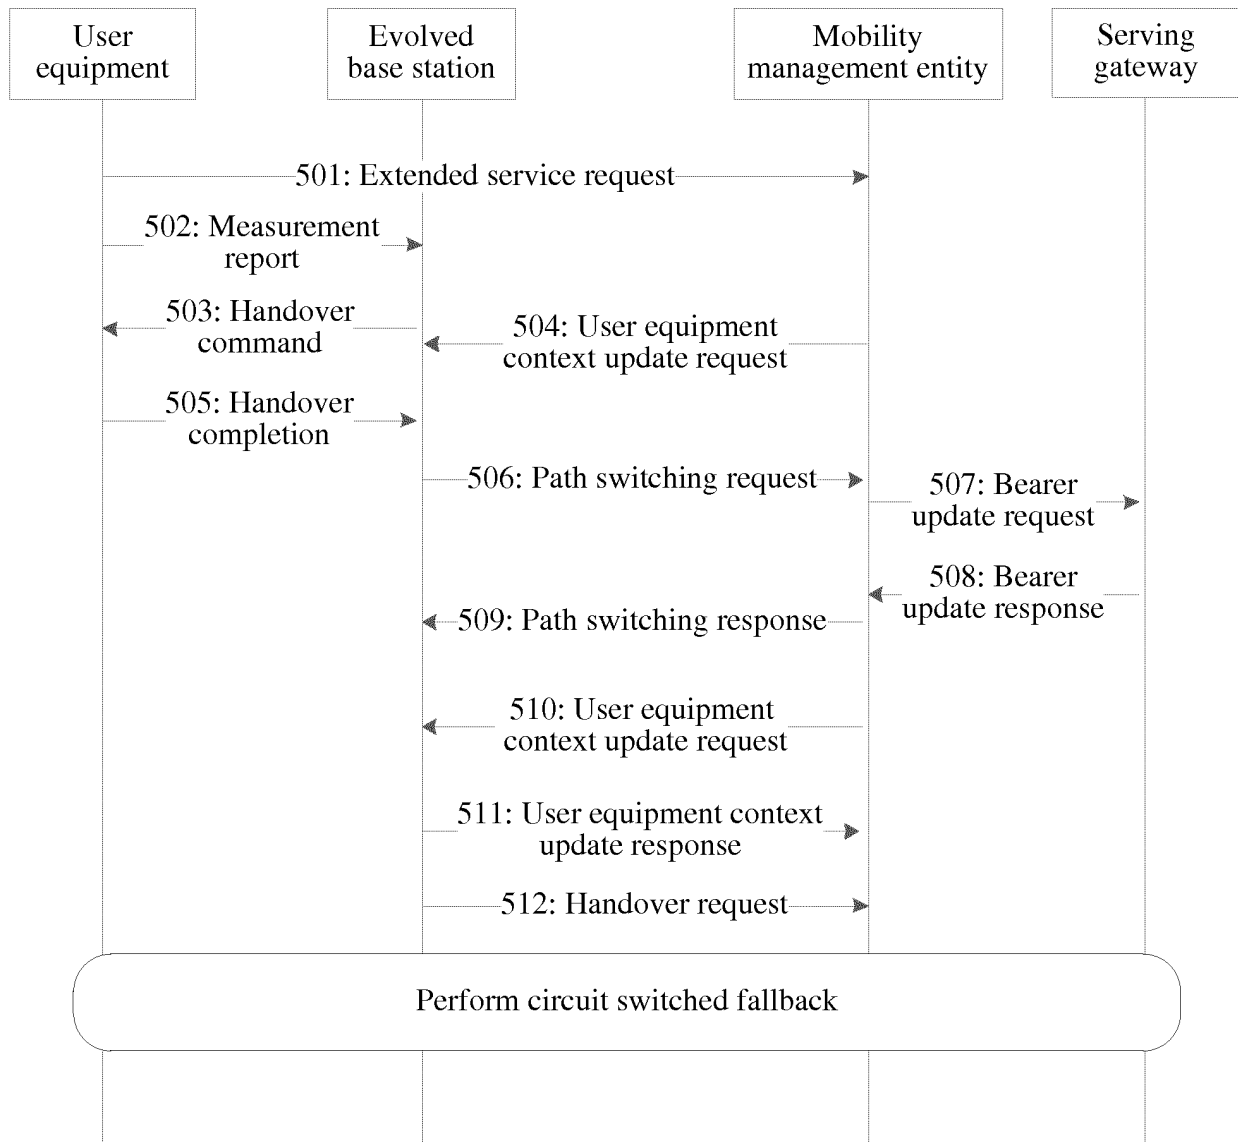 User
equipment
Evolved
base station
Mobility
management entity
Serving
gateway
501: Extended service request
502: Measurement
report
503: Handover
command
504: User equipment
context update request
505: Handover
completion
506: Path switching request
507: Bearer
update request
508: Bearer
update response
509: Path switching response
510: User equipment
context update request
511: User equipment context
update response
512: Handover request
Perform circuit switched fallback